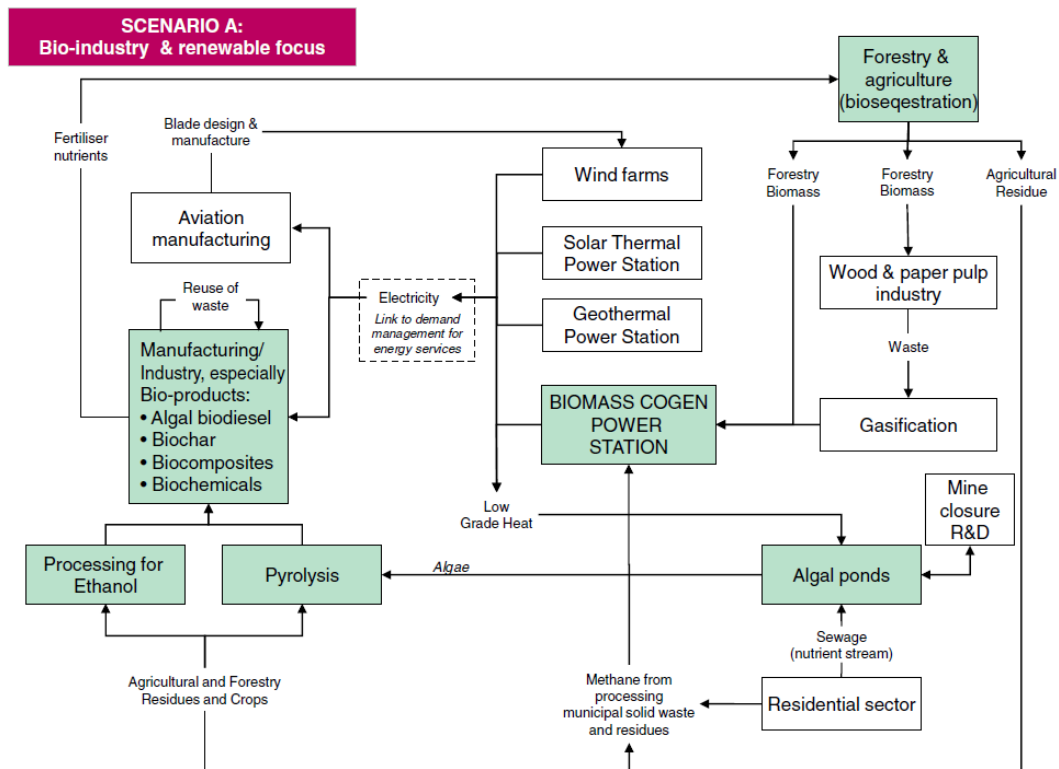 SCENARIO A:
Bio-industry & renewable focus
Forestry &
agriculture
(bioseqestration)
Fertiliser
nutrients
Blade design &
manufacture
Wind farms
Forestry
Biomass
Forestry
Biomass
Agricultural
Residue
Aviation
manufacturing
Solar Thermal
Power Station
Wood & paper pulp
industry
Reuse of
waste
Electricity
Link to demand
management for
energy services
Geothermal
Power Station
Waste
Manufacturing/
Industry, especially
Bio-products:
• Algal biodiesel
• Biochar
• Biocomposites
• Biochemicals
BIOMASS COGEN
POWER
STATION
Gasification
Low
Grade Heat
Mine
closure
R&D
Processing for
Ethanol
Pyrolysis
Algae
Algal ponds
Sewage
(nutrient stream)
Agricultural and Forestry
Residues and Crops
Methane from
processing
municipal solid waste
and residues
Residential sector